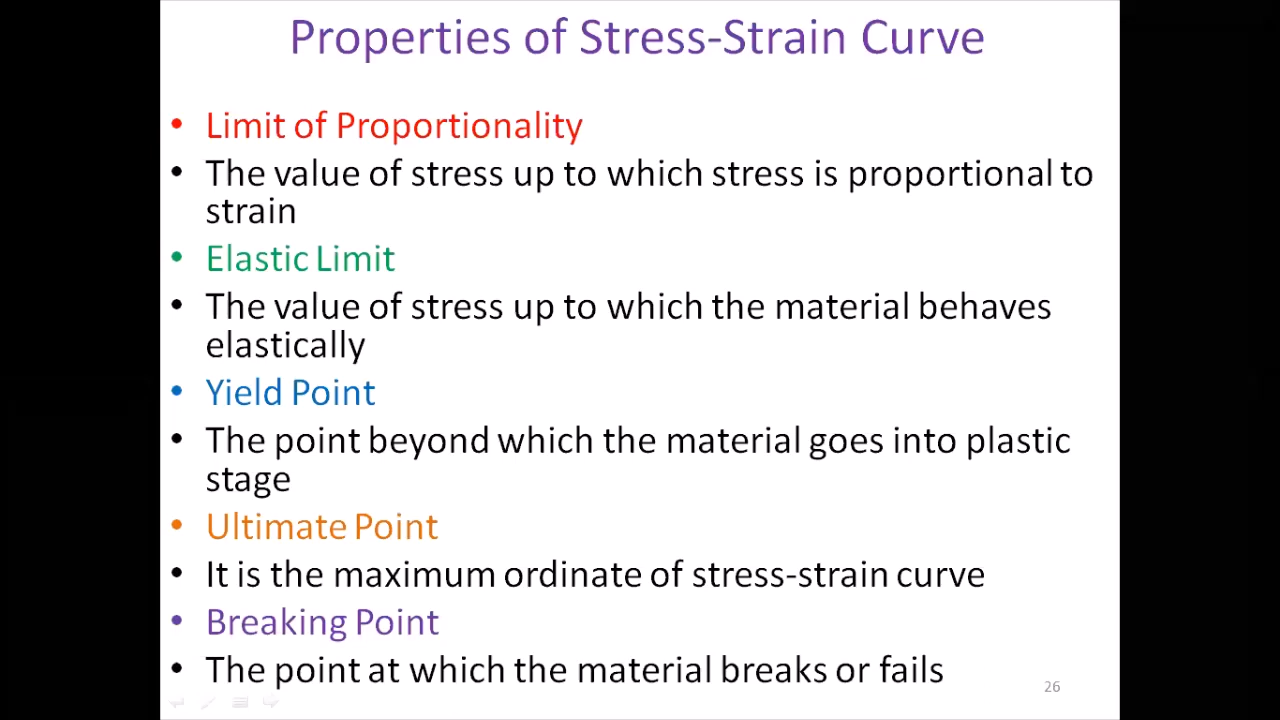 Properties of Stress-Strain Curve
• Limit of Proportionality
• The value of stress up to which stress is proportional to
strain
• Elastic Limit
• The value of stress up to which the material behaves
elastically
• Yield Point
• The point beyond which the material goes into plastic
stage
• Ultimate Point
• It is the maximum ordinate of stress-strain curve
• Breaking Point
• The point at which the material breaks or fails
26